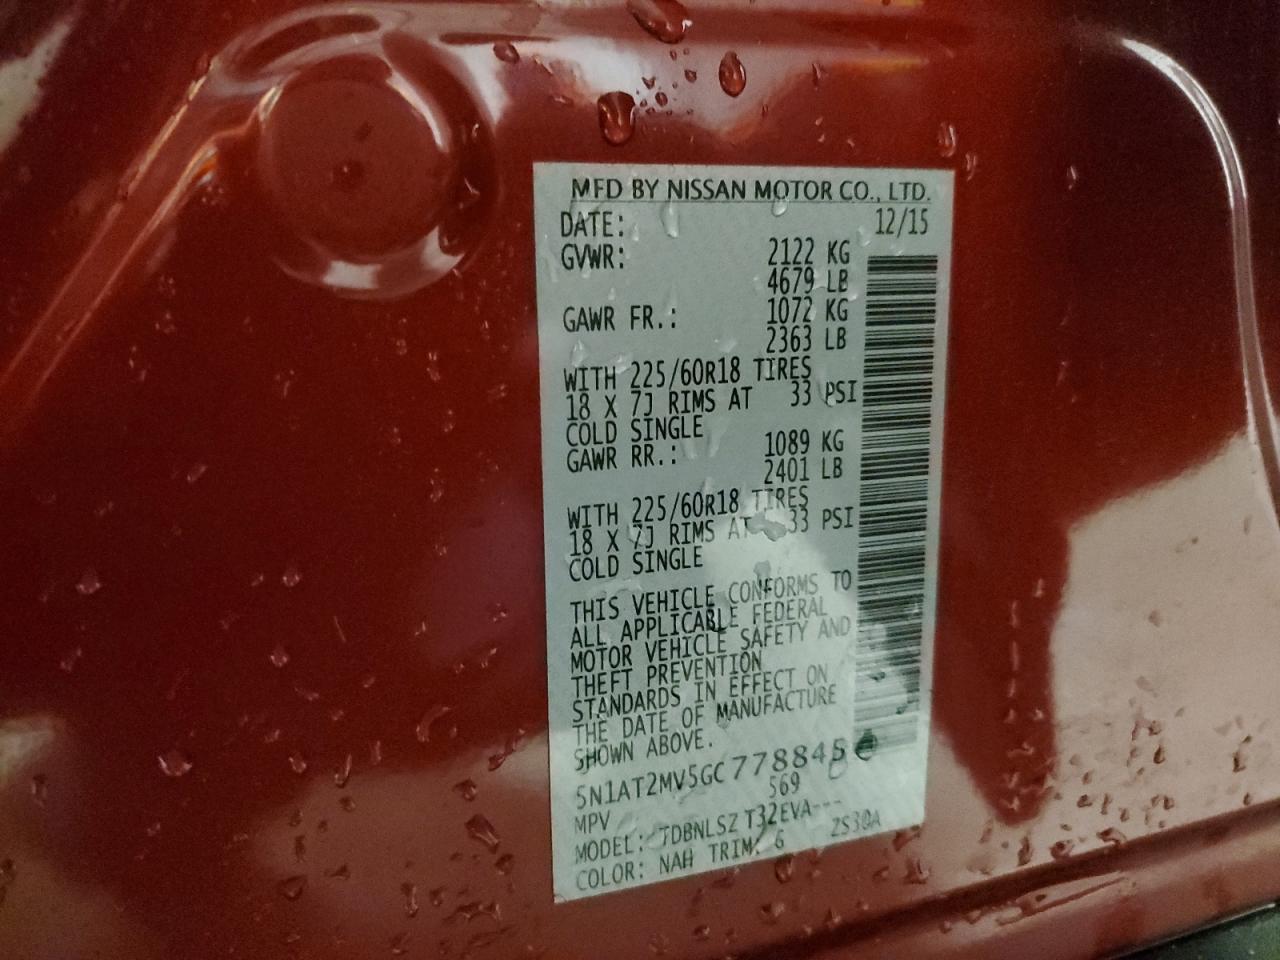 MFD BY NISSAN MOTOR CO., LTD.
DATE: 12/15
GVWR: 2122 KG
4679 LB
GAWR FR.: 1072 KG
2363 LB
WITH 225/60R18 TIRES
18 X 7J RIMS AT 33 PSI
COLD SINGLE
GAWR RR.: 1089 KG
2401 LB
WITH 225/60R18 TIRES
18 X 7J RIMS AT 33 PSI
COLD SINGLE
THIS VEHICLE CONFORMS TO
ALL APPLICABLE FEDERAL
MOTOR VEHICLE SAFETY AND
THEFT PREVENTION
STANDARDS IN EFFECT ON
THE DATE OF MANUFACTURE
SHOWN ABOVE.
5N1AT2MV5GC778845
MPV 569
MODEL: TDBNLSZ T32EVA---
COLOR: NAH TRIM: G ZS30A